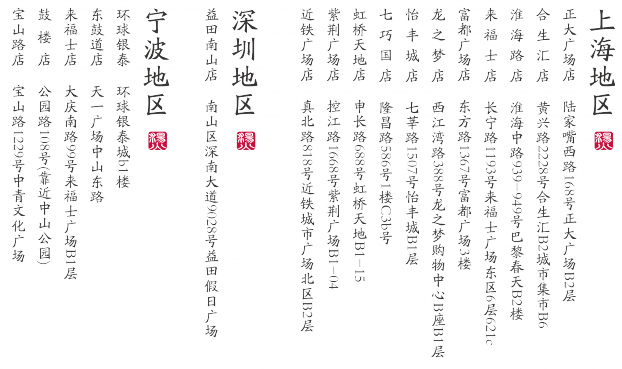 上海地区
正大广场店 陆家嘴西路168号正大广场B2层
合生汇店 黄兴路2228号合生汇B2城市集市B6
淮海路店 淮海中路939-949号巴黎春天B2楼
来福士店 长宁路1193号来福士广场东区6层621c
富都广场店 东方路1367号富都广场3楼
龙之梦店 西江湾路388号龙之梦购物中心B座B1层
怡丰城店 七莘路1507号怡丰城B1层
七巧国店 隆昌路586号1楼C3b号
虹桥天地店 申长路688号虹桥天地B1-15
紫荆广场店 控江路1668号紫荆广场B1-04
近铁广场店 真北路818号近铁城市广场北区B2层
深圳地区
益田南山店 南山区深南大道9028号益田假日广场
宁波地区
环球银泰 环球银泰城b1楼
东鼓道店 天一广场中山东路
来福士店 大庆南路99号来福士广场B1层
鼓楼店 公园路108号(靠近中山公园)
宝山路店 宝山路1229号中青文化广场